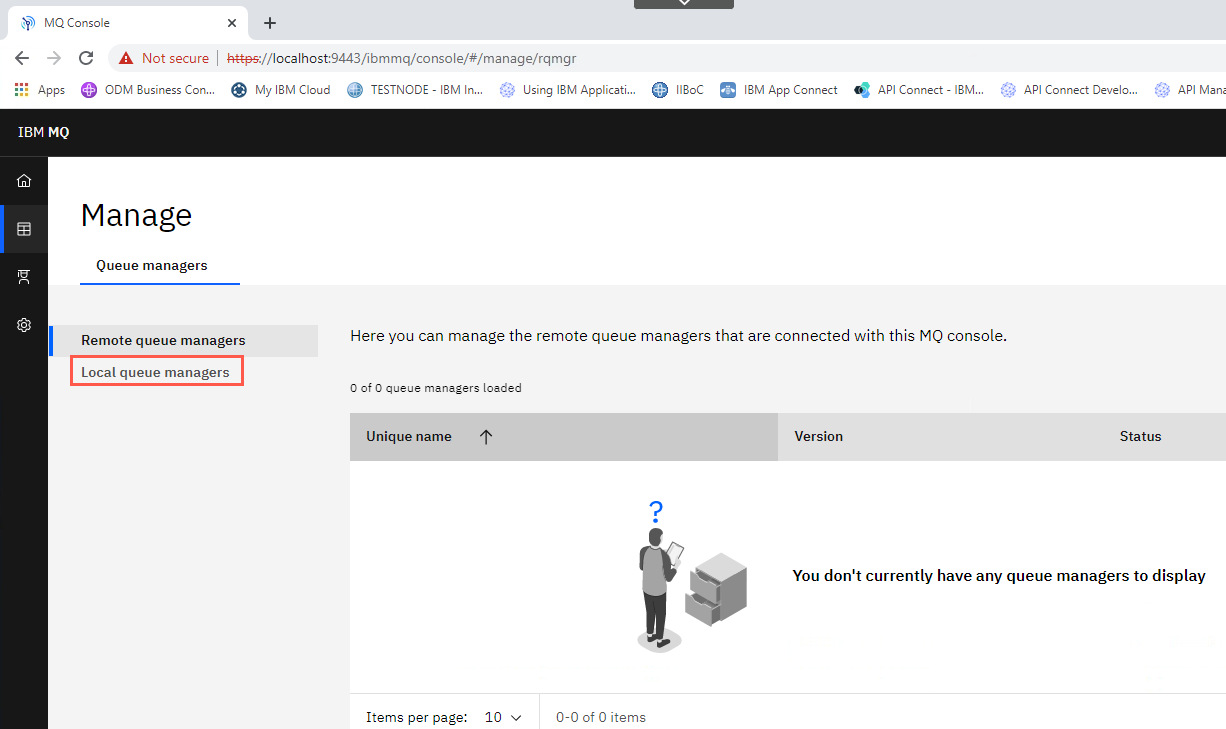 MQ Console
Not secure https://localhost:9443/ibmmq/console/#/manage/rqmgr
Apps ODM Business Con... My IBM Cloud TESTNODE - IBM In... Using IBM Applicati... IIBoC IBM App Connect API Connect - IBM... API Connect Develo... API Mana
IBM MQ
Manage
Queue managers
Remote queue managers
Local queue managers
Here you can manage the remote queue managers that are connected with this MQ console.
0 of 0 queue managers loaded
Unique name Version Status
?
You don't currently have any queue managers to display
Items per page: 10 0-0 of 0 items